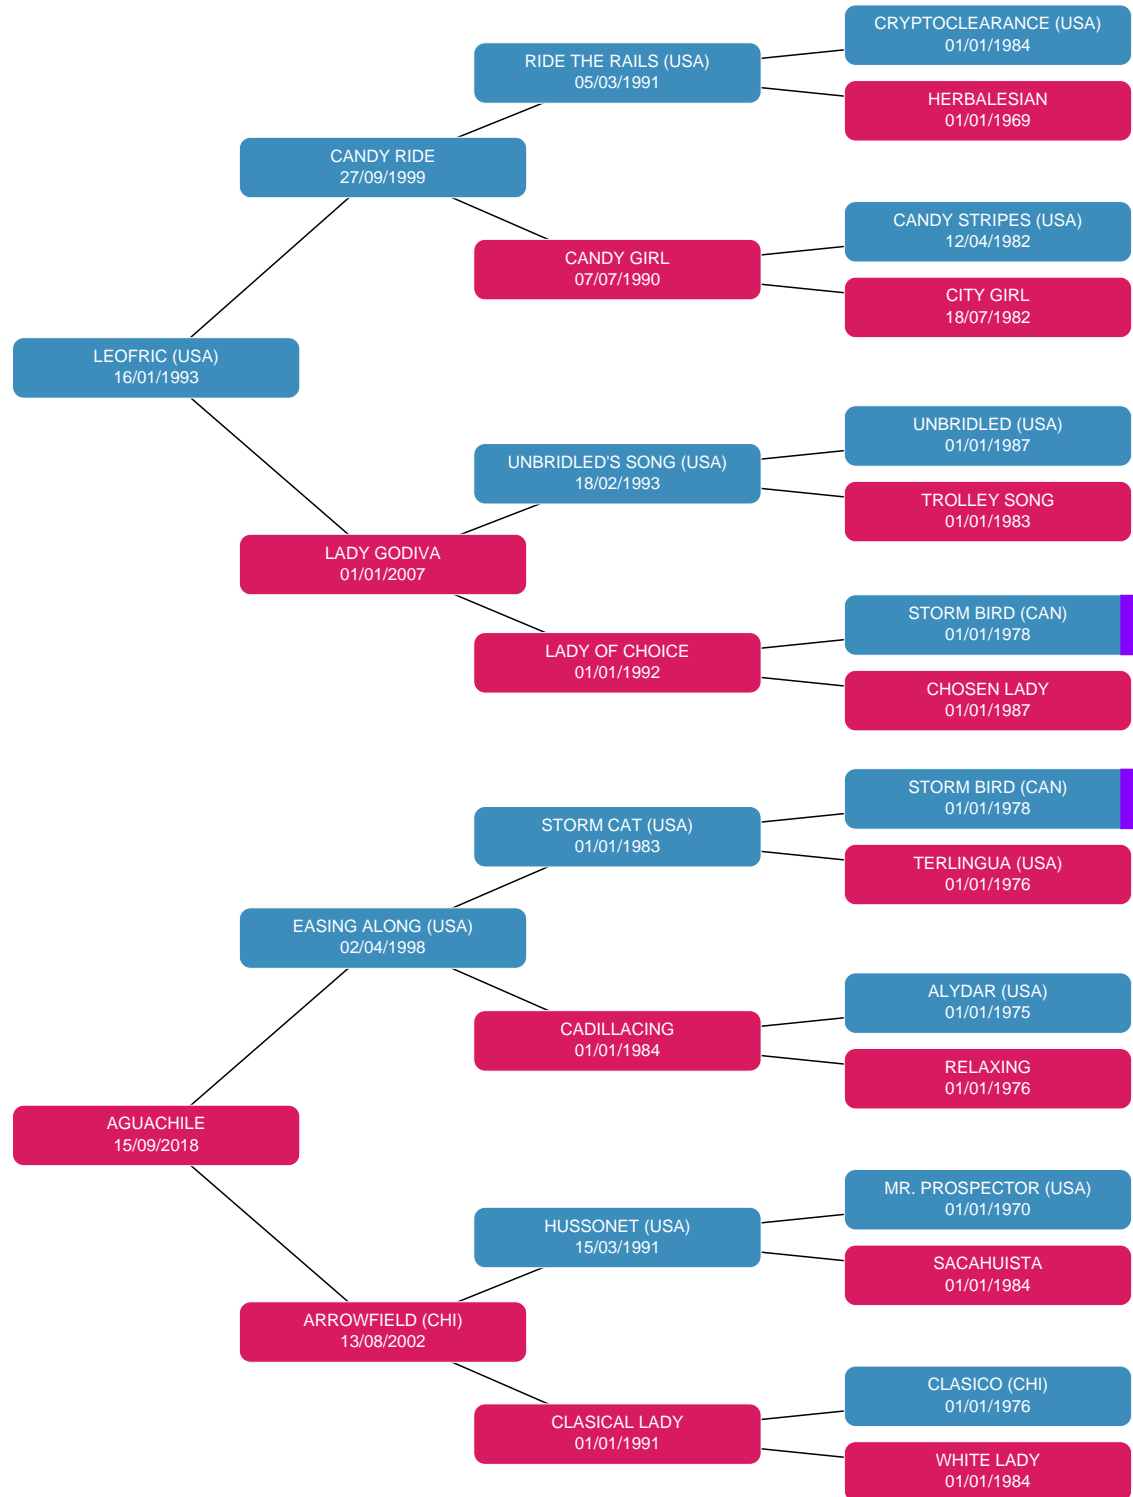 CRYPTOCLEARANCE (USA)
01/01/1984
RIDE THE RAILS (USA)
05/03/1991
HERBALESIAN
01/01/1969
CANDY RIDE
27/09/1999
CANDY STRIPES (USA)
12/04/1982
CANDY GIRL
07/07/1990
CITY GIRL
18/07/1982
LEOFRIC (USA)
16/01/1993
UNBRIDLED (USA)
01/01/1987
UNBRIDLED'S SONG (USA)
18/02/1993
TROLLEY SONG
01/01/1983
LADY GODIVA
01/01/2007
STORM BIRD (CAN)
01/01/1978
LADY OF CHOICE
01/01/1992
CHOSEN LADY
01/01/1987
STORM BIRD (CAN)
01/01/1978
STORM CAT (USA)
01/01/1983
TERLINGUA (USA)
01/01/1976
EASING ALONG (USA)
02/04/1998
ALYDAR (USA)
01/01/1975
CADILLACING
01/01/1984
RELAXING
01/01/1976
AGUACHILE
15/09/2018
MR. PROSPECTOR (USA)
01/01/1970
HUSSONET (USA)
15/03/1991
SACAHUISTA
01/01/1984
ARROWFIELD (CHI)
13/08/2002
CLASICO (CHI)
01/01/1976
CLASICAL LADY
01/01/1991
WHITE LADY
01/01/1984